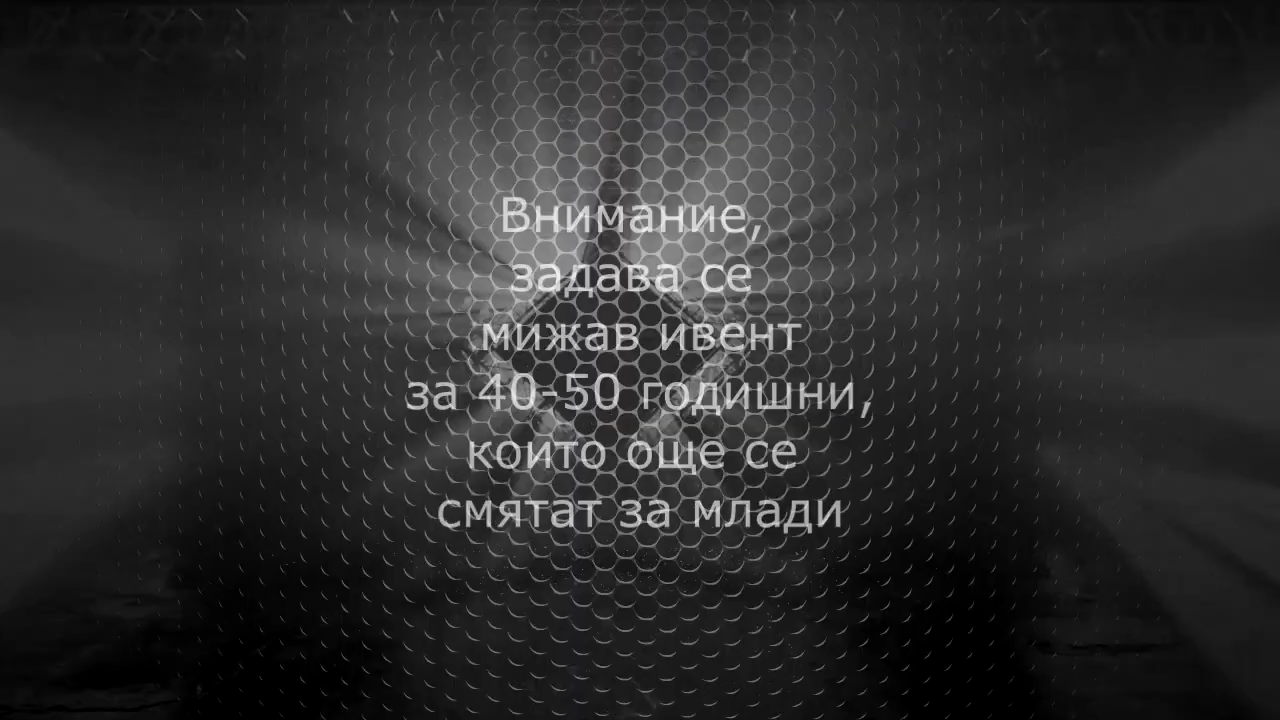 Внимание,
задава се
мижав ивент
за 40-50 годишни,
които още се
смятат за млади